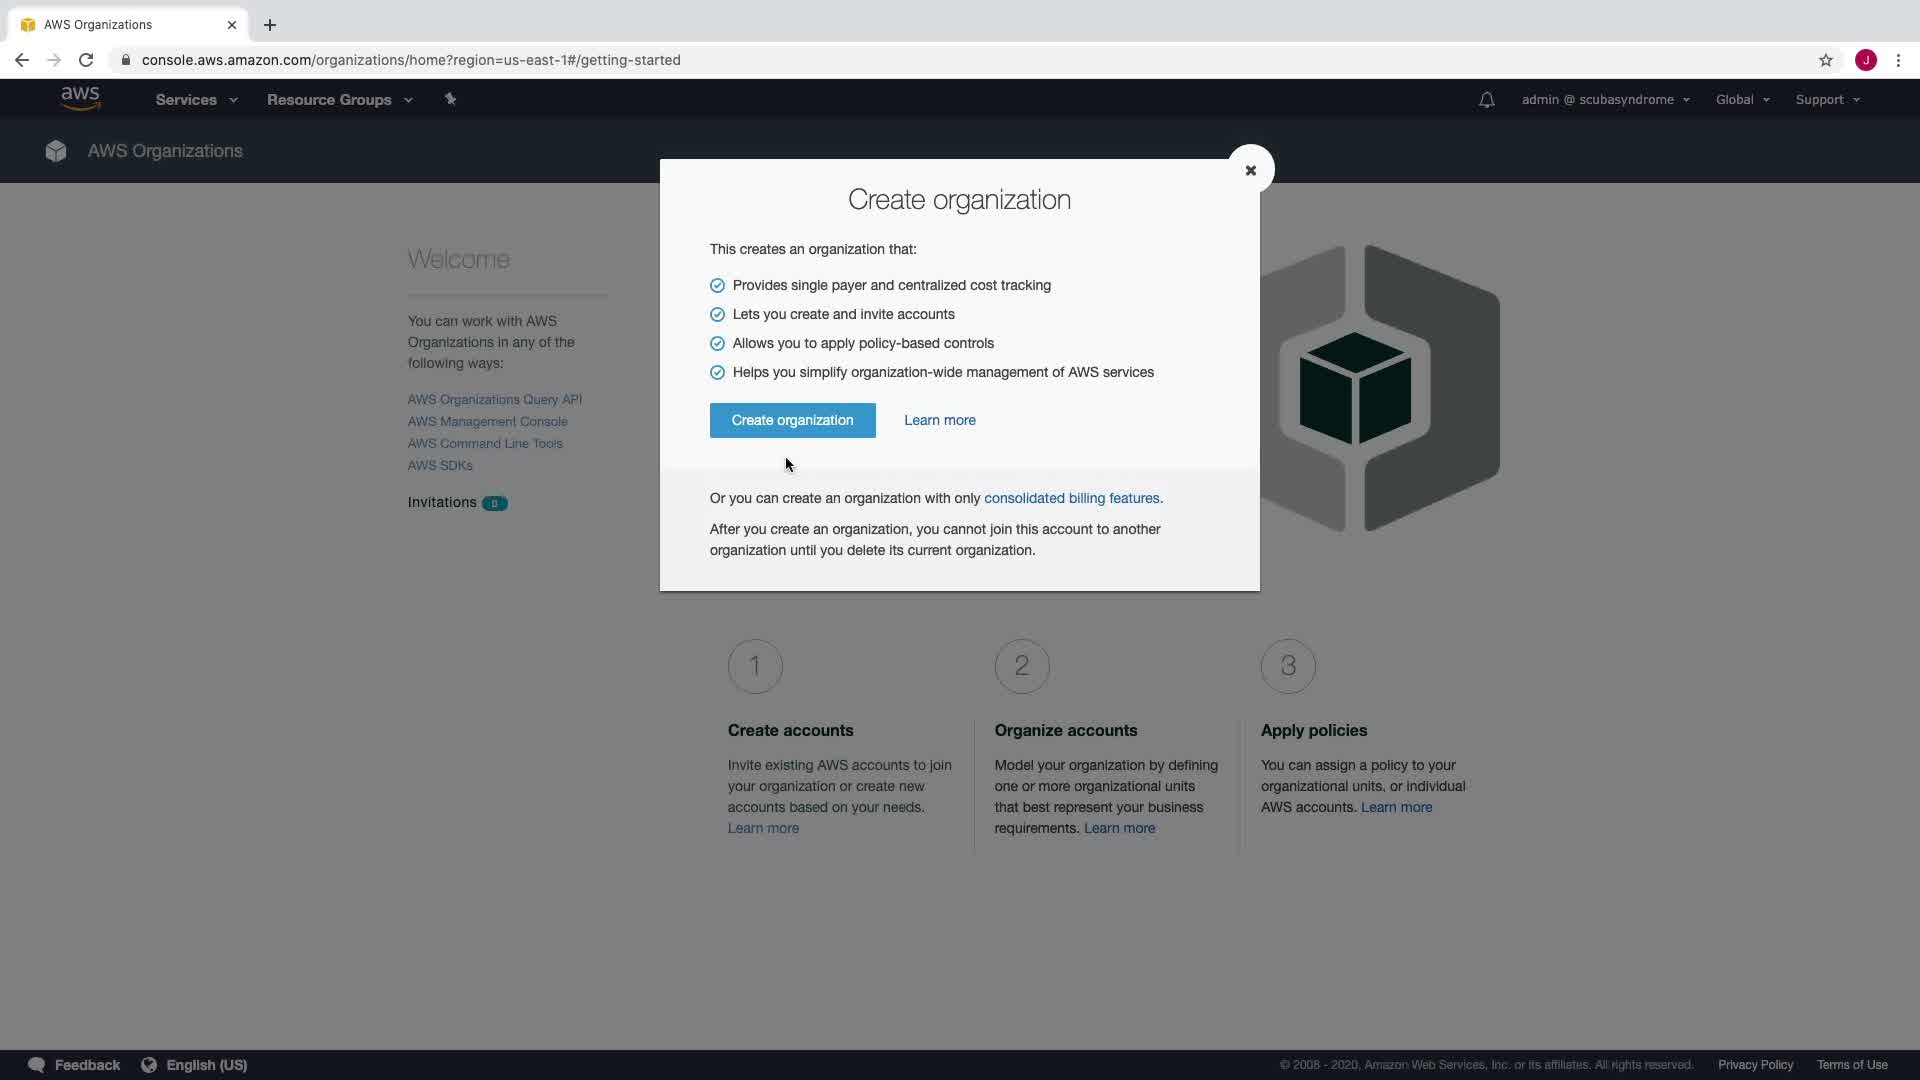 AWS Organizations
console.aws.amazon.com/organizations/home?region=us-east-1#/getting-started
J
aws
Services
Resource Groups
admin @ scubasyndrome
Global
Support
AWS Organizations
Create organization
This creates an organization that:
Provides single payer and centralized cost tracking
Lets you create and invite accounts
Allows you to apply policy-based controls
Helps you simplify organization-wide management of AWS services
Create organization
Learn more
Or you can create an organization with only consolidated billing features.
After you create an organization, you cannot join this account to another
organization until you delete its current organization.
Welcome
You can work with AWS
Organizations in any of the
following ways:
AWS Organizations Query API
AWS Management Console
AWS Command Line Tools
AWS SDKs
Invitations 0
1
Create accounts
Invite existing AWS accounts to join
your organization or create new
accounts based on your needs.
Learn more
2
Organize accounts
Model your organization by defining
one or more organizational units
that best represent your business
requirements. Learn more
3
Apply policies
You can assign a policy to your
organizational units, or individual
AWS accounts. Learn more
Feedback
English (US)
© 2008 - 2020, Amazon Web Services, Inc. or its affiliates. All rights reserved.
Privacy Policy
Terms of Use